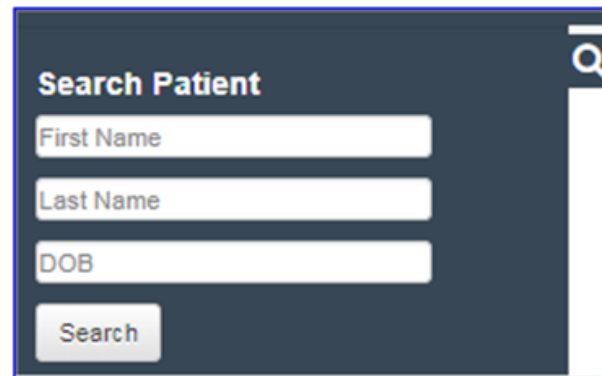 Search Patient
First Name
Last Name
DOB
Search